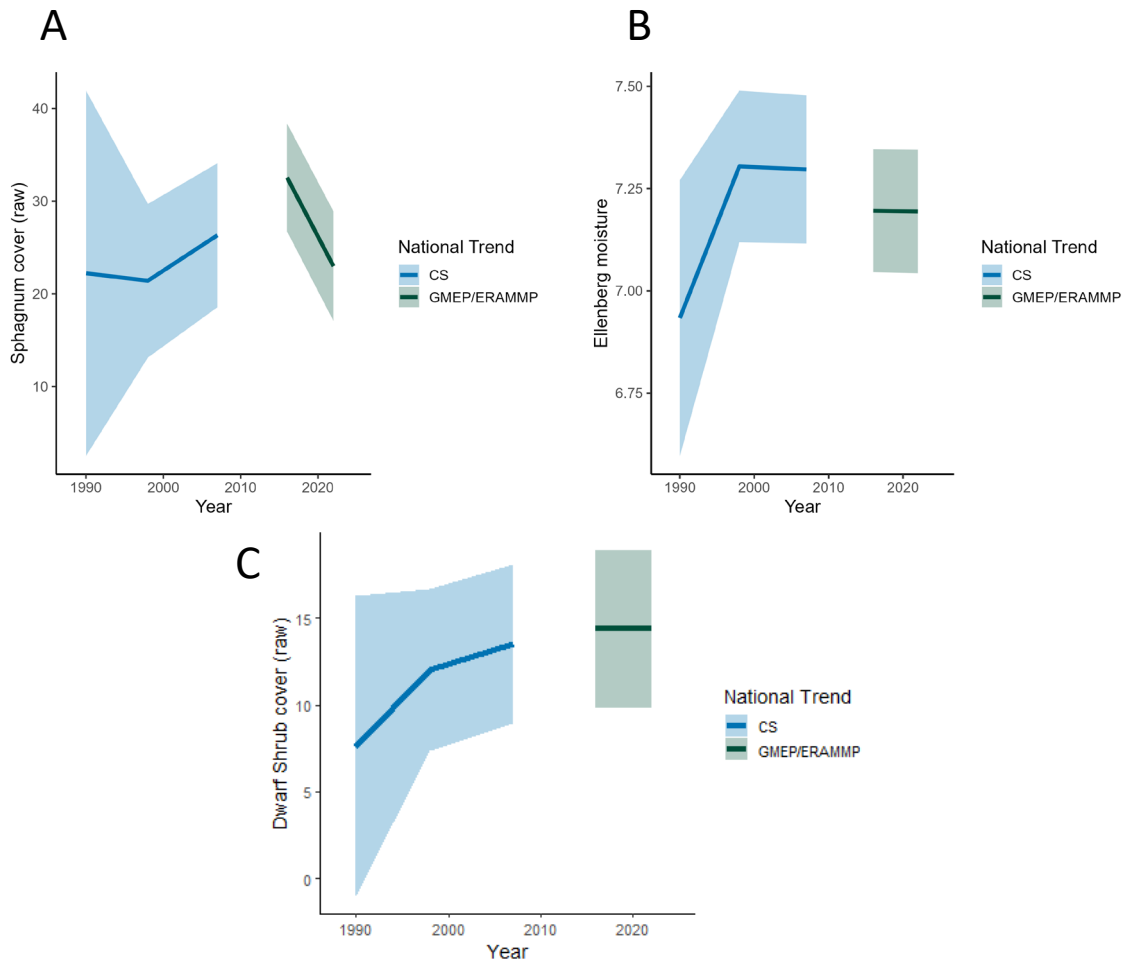 A
Sphagnum cover (raw)
40
30
20
10
1990 2000 2010 2020
Year
National Trend
CS
GMEP/ERAMMP
B
Ellenberg moisture
7.50
7.25
7.00
6.75
1990 2000 2010 2020
Year
National Trend
CS
GMEP/ERAMMP
C
Dwarf Shrub cover (raw)
15
10
5
0
1990 2000 2010 2020
Year
National Trend
CS
GMEP/ERAMMP